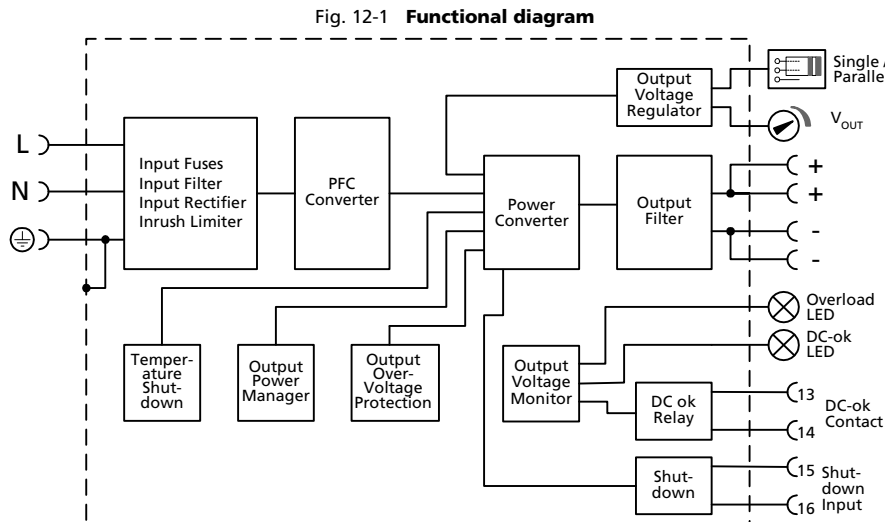 Fig. 12-1 Functional diagram
Single
Output
Voltage
Regulator
V_OUT
L
N
Input Fuses
Input Filter
Input Rectifier
Inrush Limiter
PFC
Converter
Power
Converter
Output
Filter
+
+
-
-
Overload
LED
DC-ok
LED
Temper-
ature
Shut-
down
Output
Power
Manager
Output
Over-
Voltage
Protection
Output
Voltage
Monitor
DC ok
Relay
13
14
DC-ok
Contact
Shut-
down
15
16
Shut-
down
Input